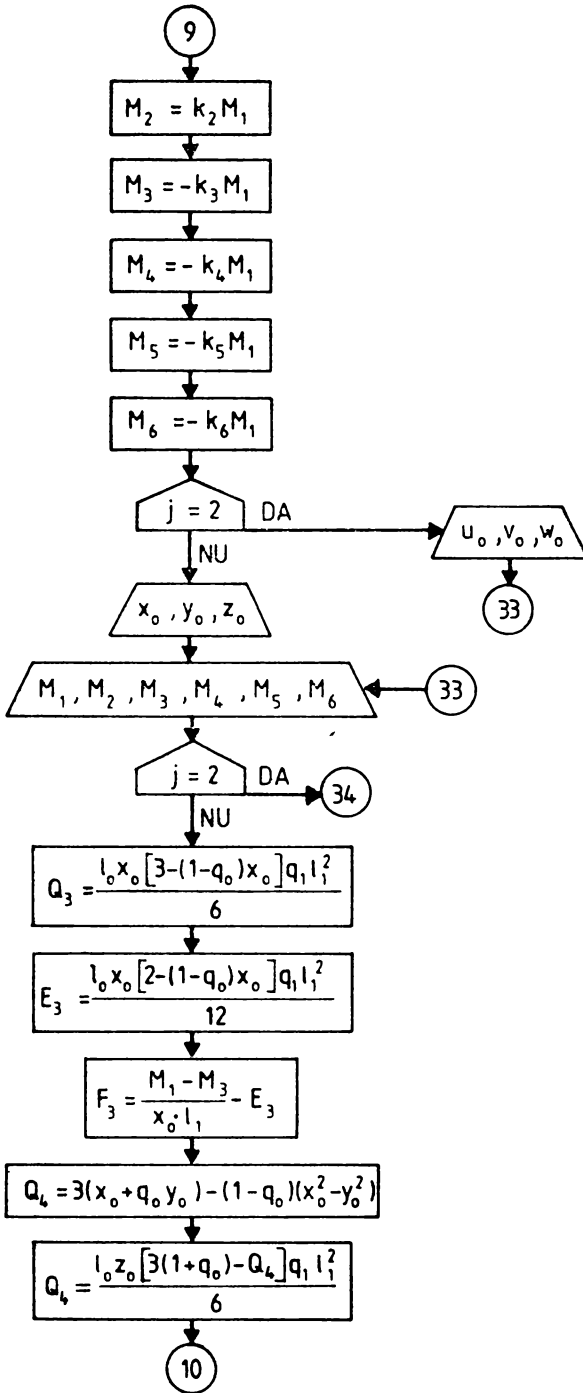 9
M₂ = k₂M₁
M₃ = -k₃M₁
M₄ = -k₄M₁
M₅ = -k₅M₁
M₆ = -k₆M₁
j = 2 DA
u₀, v₀, w₀
NU
33
x₀, y₀, z₀
M₁, M₂, M₃, M₄, M₅, M₆
33
j = 2 DA
34
NU
Q₃ = l₀x₀[3-(1-q₀)x₀]q₁l₁² / 6
E₃ = l₀x₀[2-(1-q₀)x₀]q₁l₁² / 12
F₃ = M₁ - M₃ / x₀·l₁ - E₃
Q₄ = 3(x₀+q₀y₀)-(1-q₀)(x₀²-y₀²)
Q₄ = l₀z₀[3(1+q₀)-Q₄]q₁l₁² / 6
10